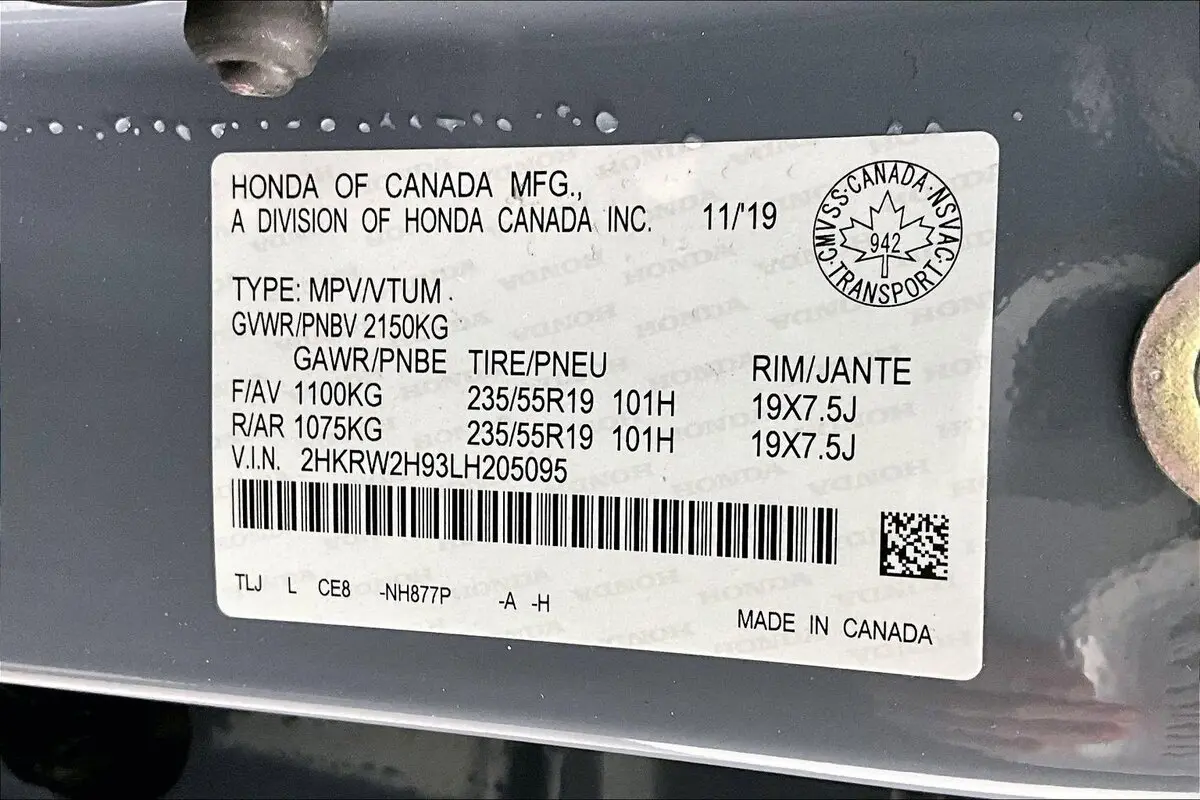 HONDA OF CANADA MFG.,
A DIVISION OF HONDA CANADA INC. 11/'19
CMVSS·CANADA·NSVAC·TRANSPORT·
942
TYPE: MPV/VTUM
GVWR/PNBV 2150KG
GAWR/PNBE TIRE/PNEU RIM/JANTE
F/AV 1100KG 235/55R19 101H 19X7.5J
R/AR 1075KG 235/55R19 101H 19X7.5J
V.I.N. 2HKRW2H93LH205095
TLJ L CE8 -NH877P -A -H
MADE IN CANADA